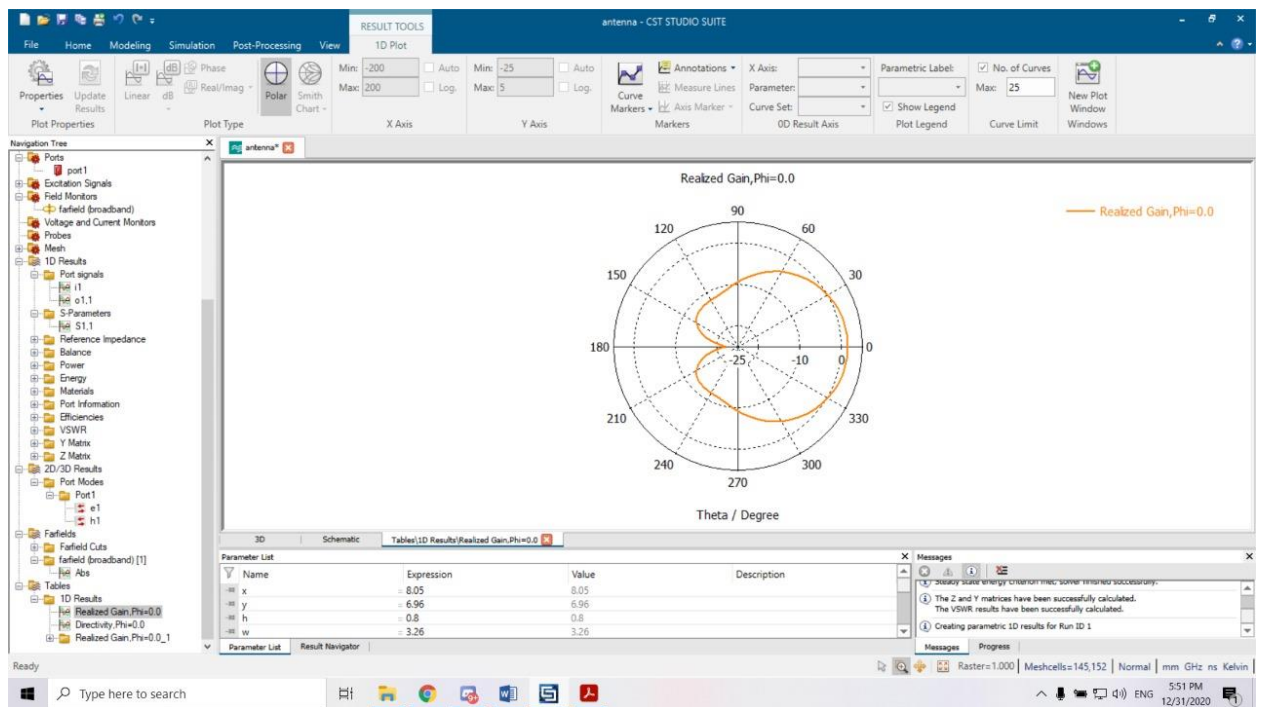 antenna - CST STUDIO SUITE
RESULT TOOLS
File Home Modeling Simulation Post-Processing View 1D Plot
Properties
Update Results
Linear
dB
Phase
Real/Imag
Polar
Smith Chart
Min: -200 Auto
Max: 200 Log.
Min: -25 Auto
Max: 5 Log.
Curve Markers
Annotations
Measure Lines
Axis Marker
X Axis:
Parameter:
Curve Set:
Parametric Label:
Show Legend
No. of Curves
Max: 25
New Plot Window
Plot Properties Plot Type X Axis Y Axis Markers 0D Result Axis Plot Legend Curve Limit Windows
Navigation Tree
Ports
port1
Excitation Signals
Field Monitors
farfield (broadband)
Voltage and Current Monitors
Probes
Mesh
1D Results
Port signals
i1
o1,1
S-Parameters
S1,1
Reference Impedance
Balance
Power
Energy
Materials
Port Information
Efficiencies
VSWR
Y Matrix
Z Matrix
2D/3D Results
Port Modes
Port1
e1
h1
Farfields
Farfield Cuts
farfield (broadband) [1]
Abs
Tables
1D Results
Realized Gain,Phi=0.0
Directivity,Phi=0.0
Realized Gain,Phi=0.0_1
antenna*
Realized Gain,Phi=0.0
Realized Gain,Phi=0.0
90
120 60
150 30
180 -25 -10 0 0
210 330
240 300
270
Theta / Degree
3D Schematic Tables\1D Results\Realized Gain,Phi=0.0
Parameter List
Name Expression Value Description
x = 8.05 8.05
y = 6.96 6.96
h = 0.8 0.8
w = 3.26 3.26
Parameter List Result Navigator
Messages
Steady state energy criterion met, solver finished successfully.
The Z and Y matrices have been successfully calculated.
The VSWR results have been successfully calculated.
Creating parametric 1D results for Run ID 1
Messages Progress
Ready
Raster=1.000 Meshcells=145,152 Normal mm GHz ns Kelvin
Type here to search
ENG
5:51 PM
12/31/2020
1